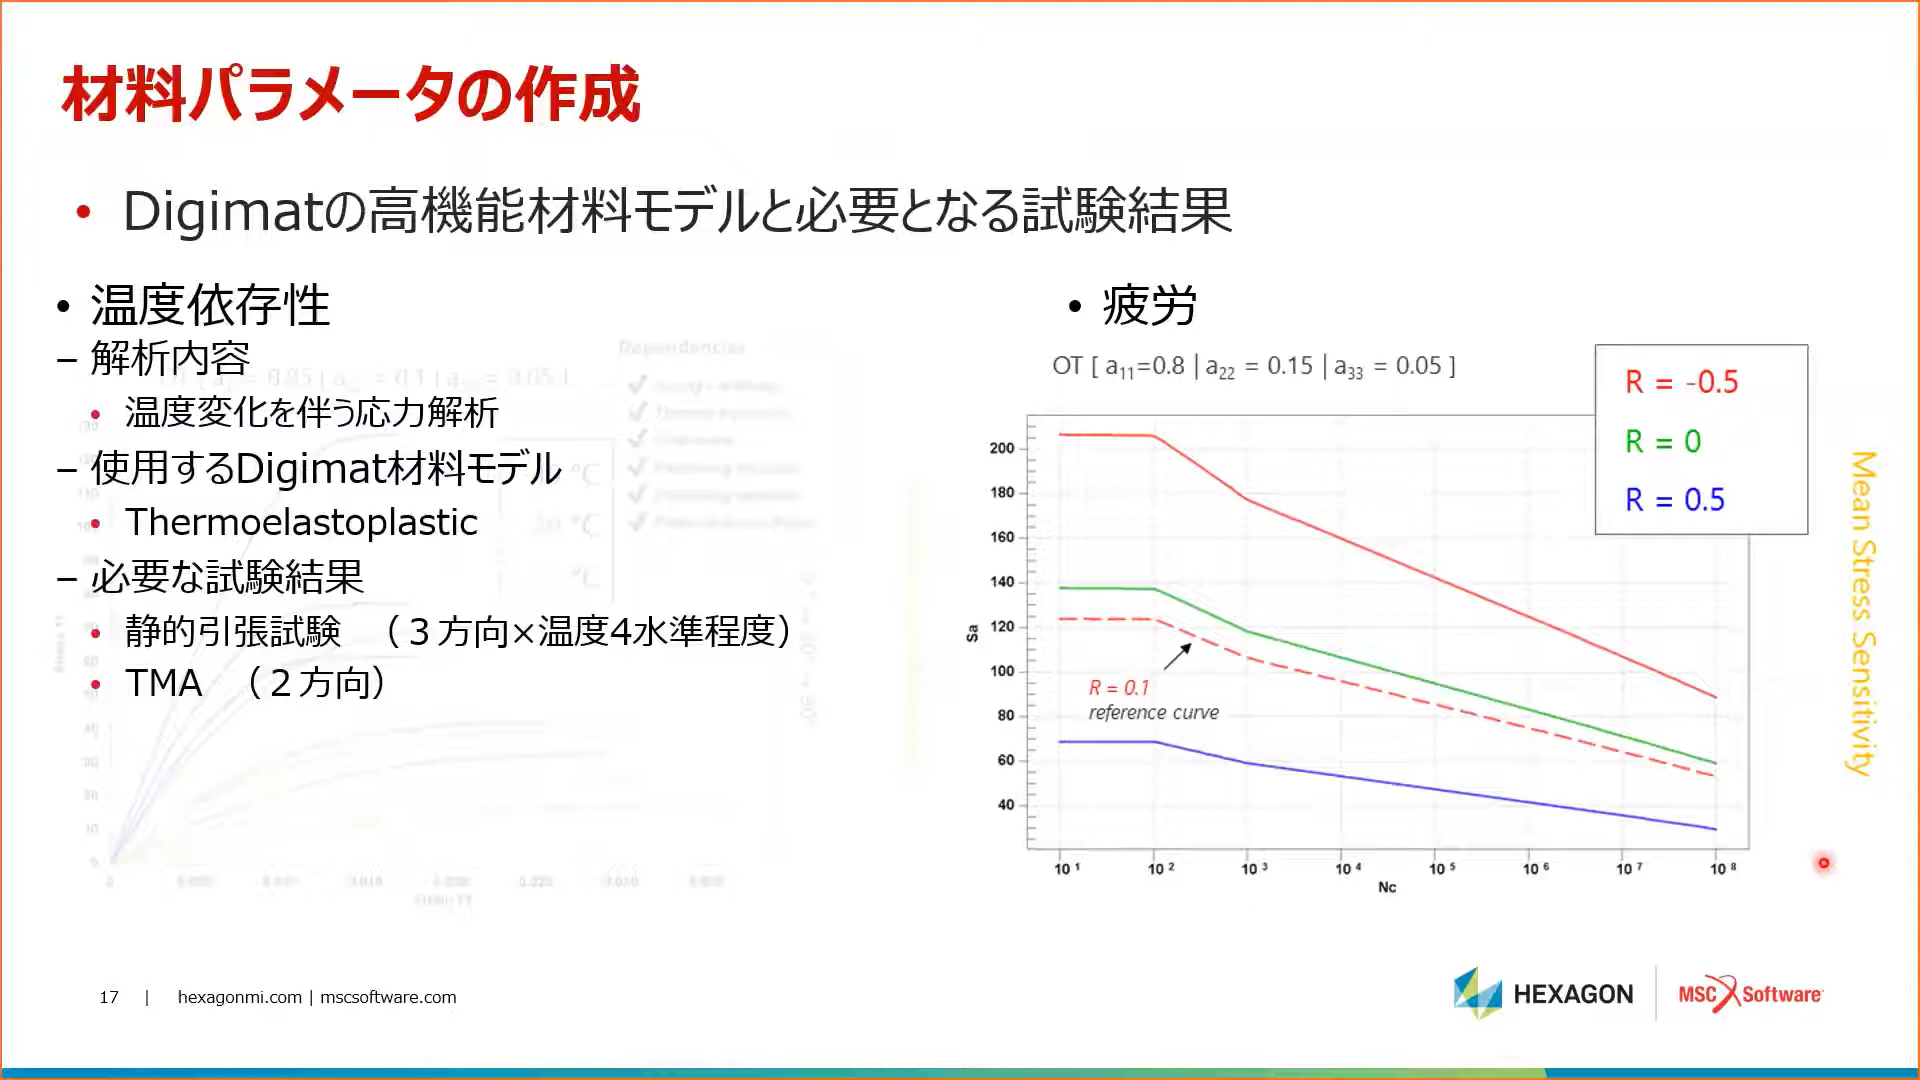 材料パラメータの作成
• Digimatの高機能材料モデルと必要となる試験結果
• 温度依存性
– 解析内容
• 温度変化を伴う応力解析
– 使用するDigimat材料モデル
• Thermoelastoplastic
– 必要な試験結果
• 静的引張試験 （３方向×温度4水準程度）
• TMA （２方向）
• 疲労
OT [ a11=0.8 | a22 = 0.15 | a33 = 0.05 ]
R = -0.5
R = 0
R = 0.5
Mean Stress Sensitivity
200
180
160
140
120
100
80
60
40
Sa
R = 0.1
reference curve
10 1 10 2 10 3 10 4 10 5 10 6 10 7 10 8
Nc
17 | hexagonmi.com | mscsoftware.com
HEXAGON
MSC Software